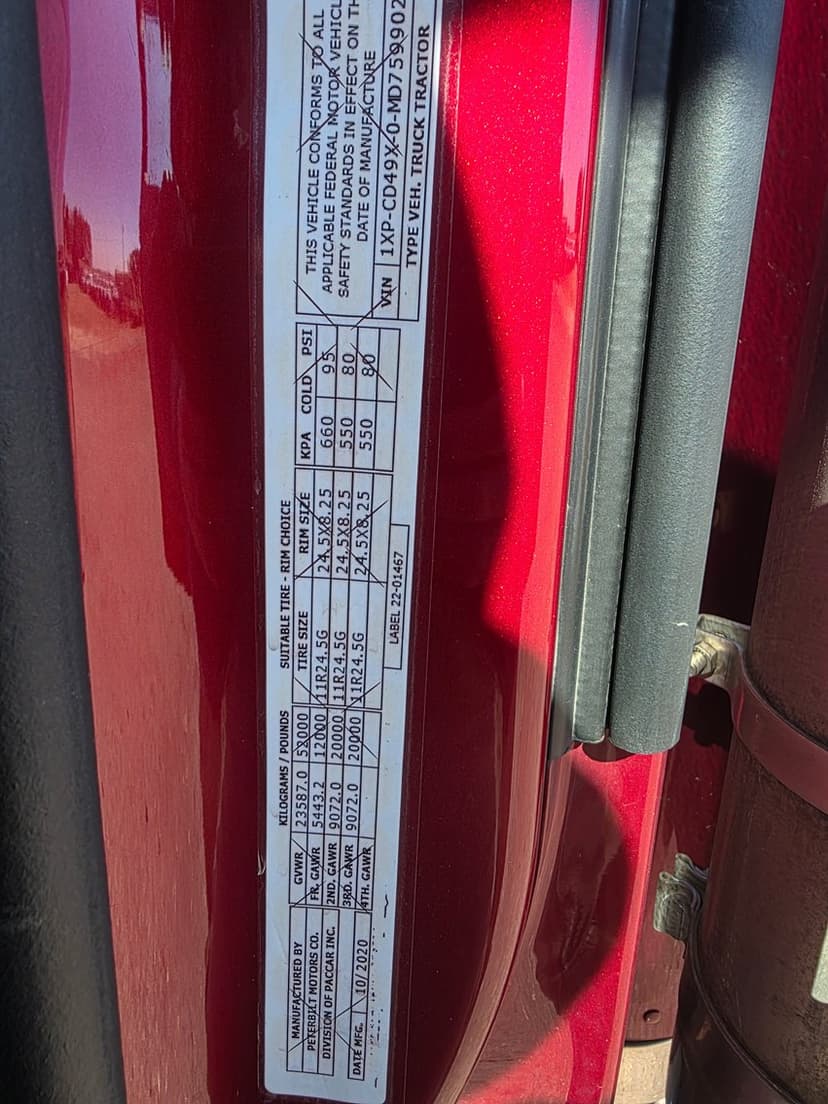 MANUFACTURED BY
PETERBILT MOTORS CO.
DIVISION OF PACCAR INC.
DATE MFG. 10/2020
KILOGRAMS / POUNDS
GVWR 23587.0 52000
FR. GAWR 5443.2 12000
2ND. GAWR 9072.0 20000
3RD. GAWR 9072.0 20000
4TH. GAWR
SUITABLE TIRE - RIM CHOICE
TIRE SIZE RIM SIZE KPA COLD PSI
11R24.5G 24.5X8.25 660 95
11R24.5G 24.5X8.25 550 80
11R24.5G 24.5X8.25 550 80
LABEL 22-01467
THIS VEHICLE CONFORMS TO ALL
APPLICABLE FEDERAL MOTOR VEHICL
SAFETY STANDARDS IN EFFECT ON TH
DATE OF MANUFACTURE
VIN 1XP-CD49X-0-MD759902
TYPE VEH. TRUCK TRACTOR